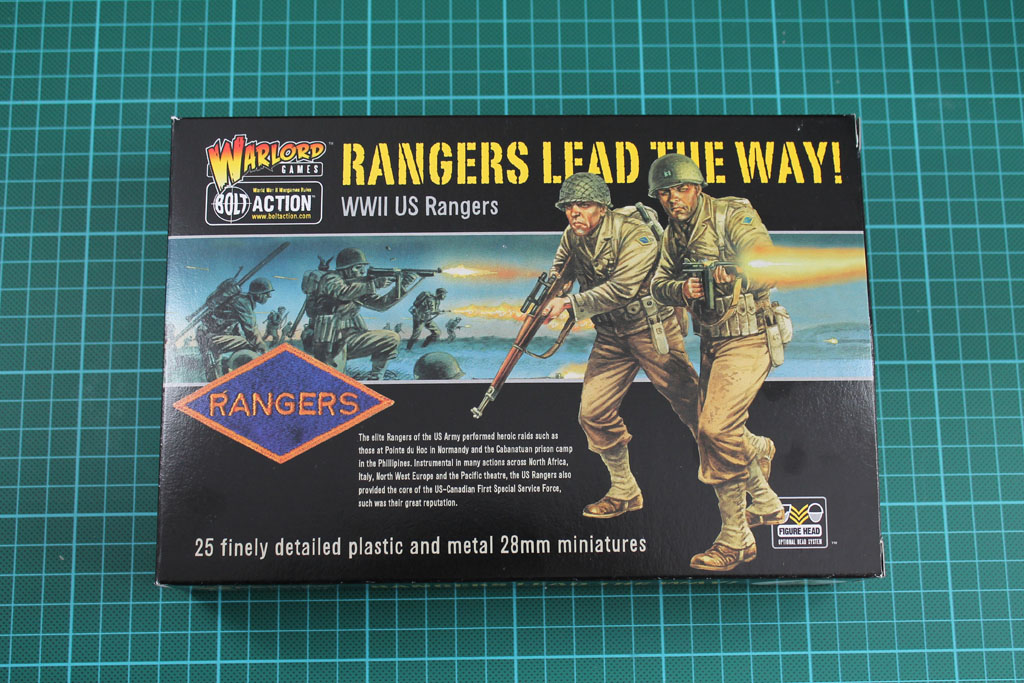 WARLORD
GAMES
RANGERS LEAD THE WAY!
World War II Wargames Rules
BOLT ACTION
www.boltaction.com
WWII US Rangers
RANGERS
The elite Rangers of the US Army performed heroic raids such as
those at Pointe du Hoc in Normandy and the Cabanatuan prison camp
in the Phillipines. Instrumental in many actions across North Africa,
Italy, North West Europe and the Pacific theatre, the US Rangers also
provided the core of the US-Canadian First Special Service Force,
such was their great reputation.
FIGURE HEAD
OPTIONAL HEAD SYSTEM
TM
25 finely detailed plastic and metal 28mm miniatures